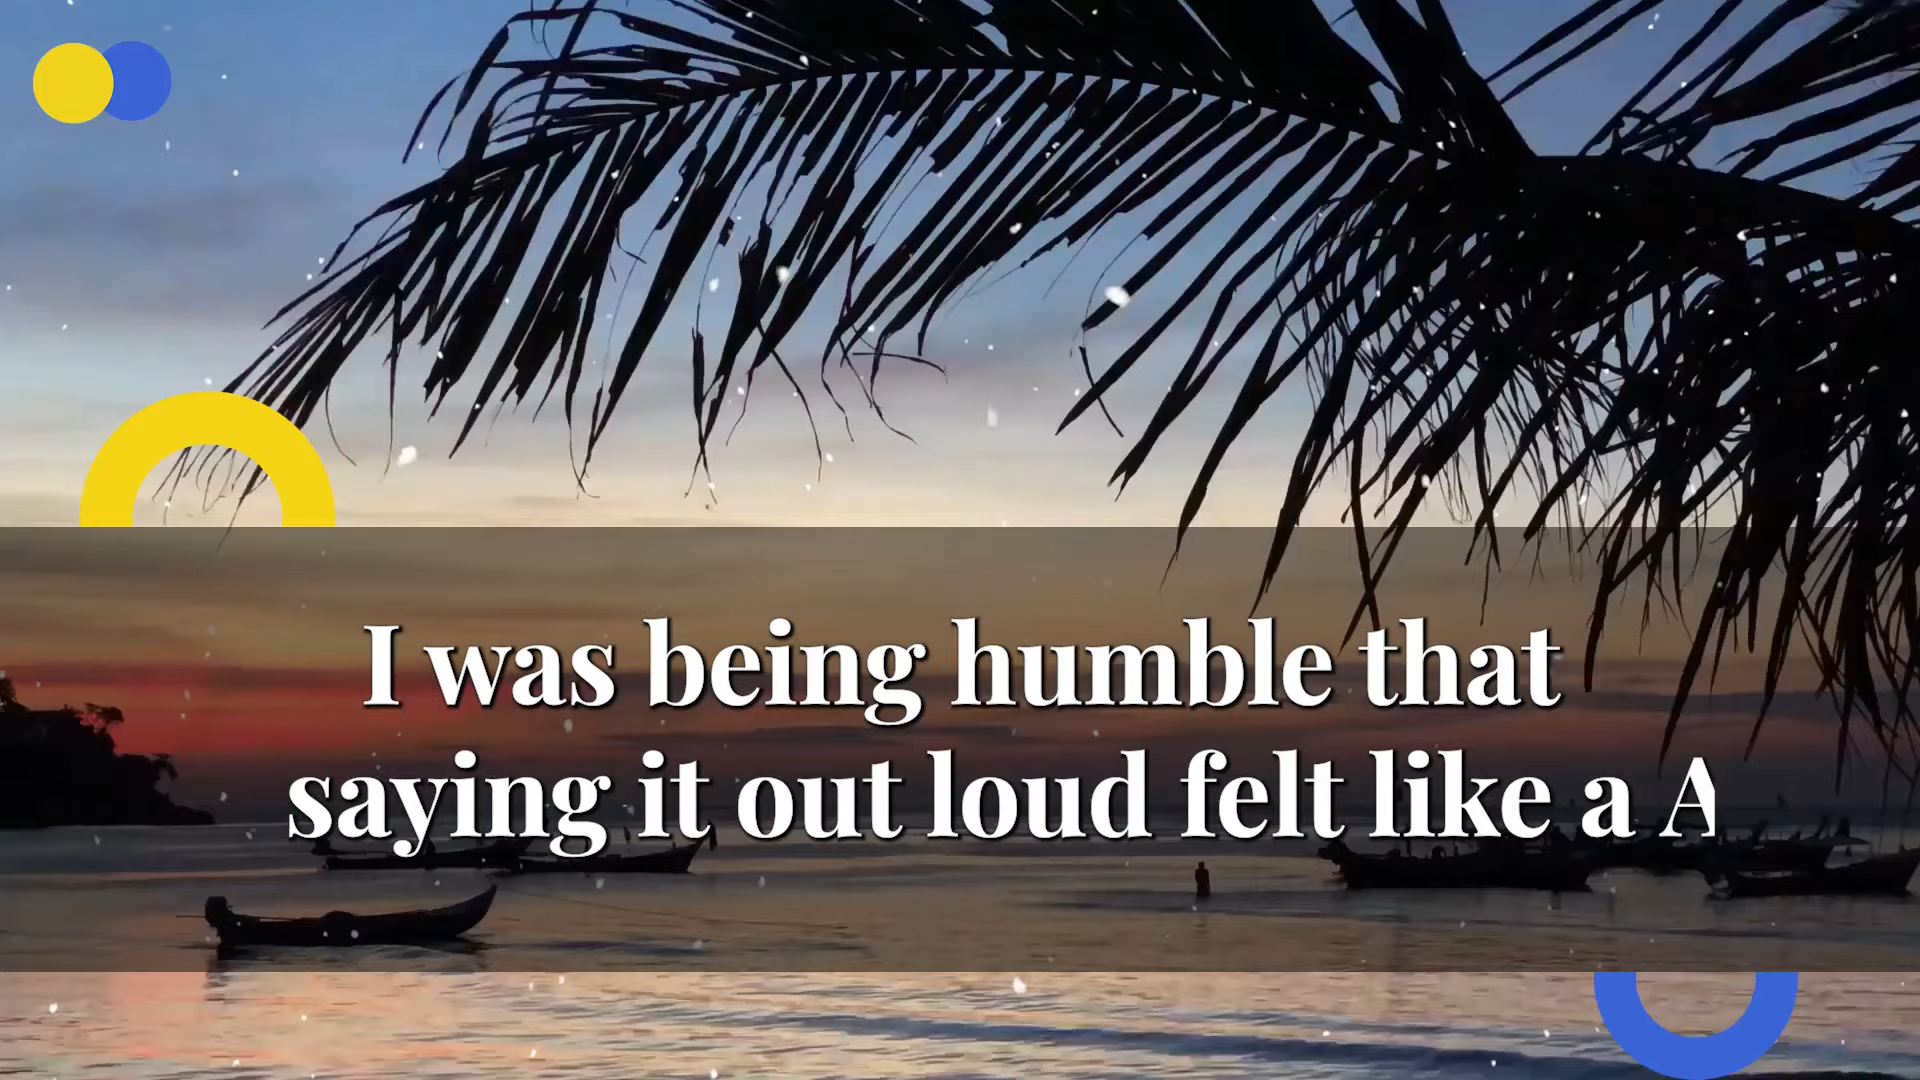 I was being humble that
saying it out loud felt like a